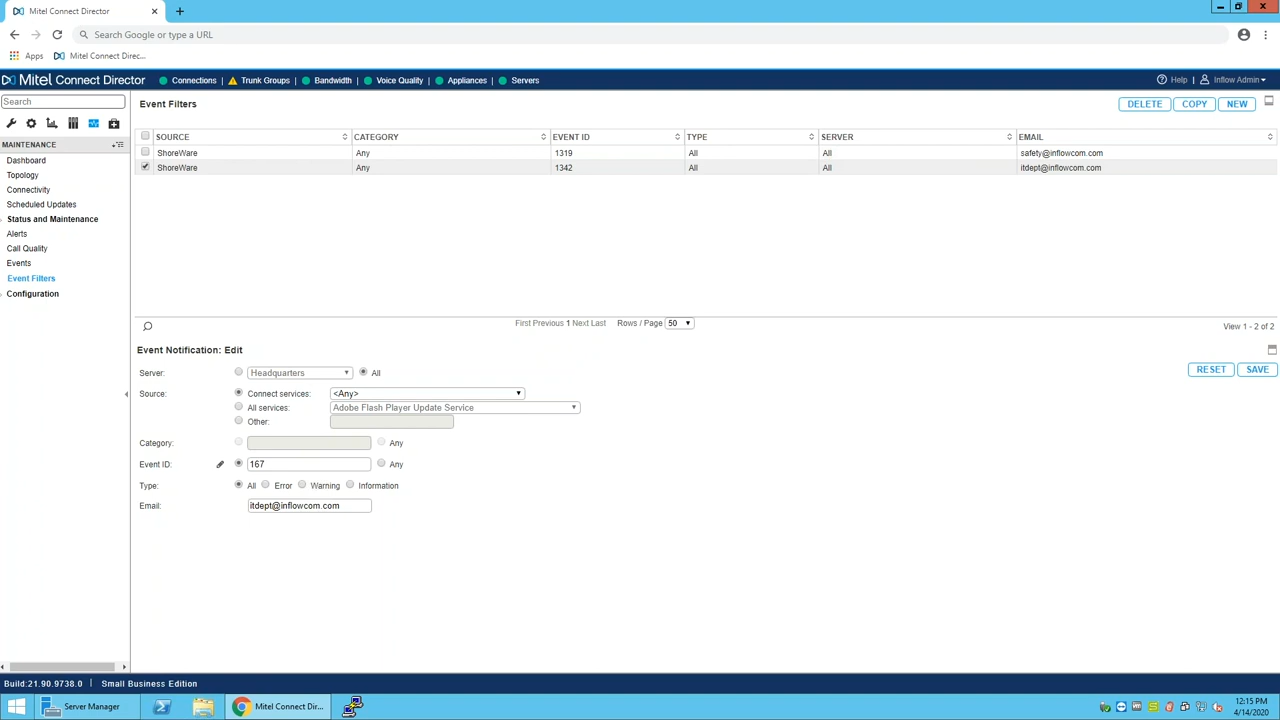 Mitel Connect Director
Search Google or type a URL
Apps Mitel Connect Direc...
Mitel Connect Director Connections Trunk Groups Bandwidth Voice Quality Appliances Servers Help | Inflow Admin
Search
Event Filters DELETE COPY NEW
SOURCE CATEGORY EVENT ID TYPE SERVER EMAIL
ShoreWare Any 1319 All All safety@inflowcom.com
ShoreWare Any 1342 All All itdept@inflowcom.com
MAINTENANCE
Dashboard
Topology
Connectivity
Scheduled Updates
Status and Maintenance
Alerts
Call Quality
Events
Event Filters
Configuration
First Previous 1 Next Last Rows / Page 50 View 1 - 2 of 2
Event Notification: Edit
RESET SAVE
Server: Headquarters All
Source: Connect services: <Any>
All services: Adobe Flash Player Update Service
Other:
Category: Any
Event ID: 167 Any
Type: All Error Warning Information
Email: itdept@inflowcom.com
Build:21.90.9738.0 | Small Business Edition
Server Manager Mitel Connect Dir... 12:15 PM
4/14/2020